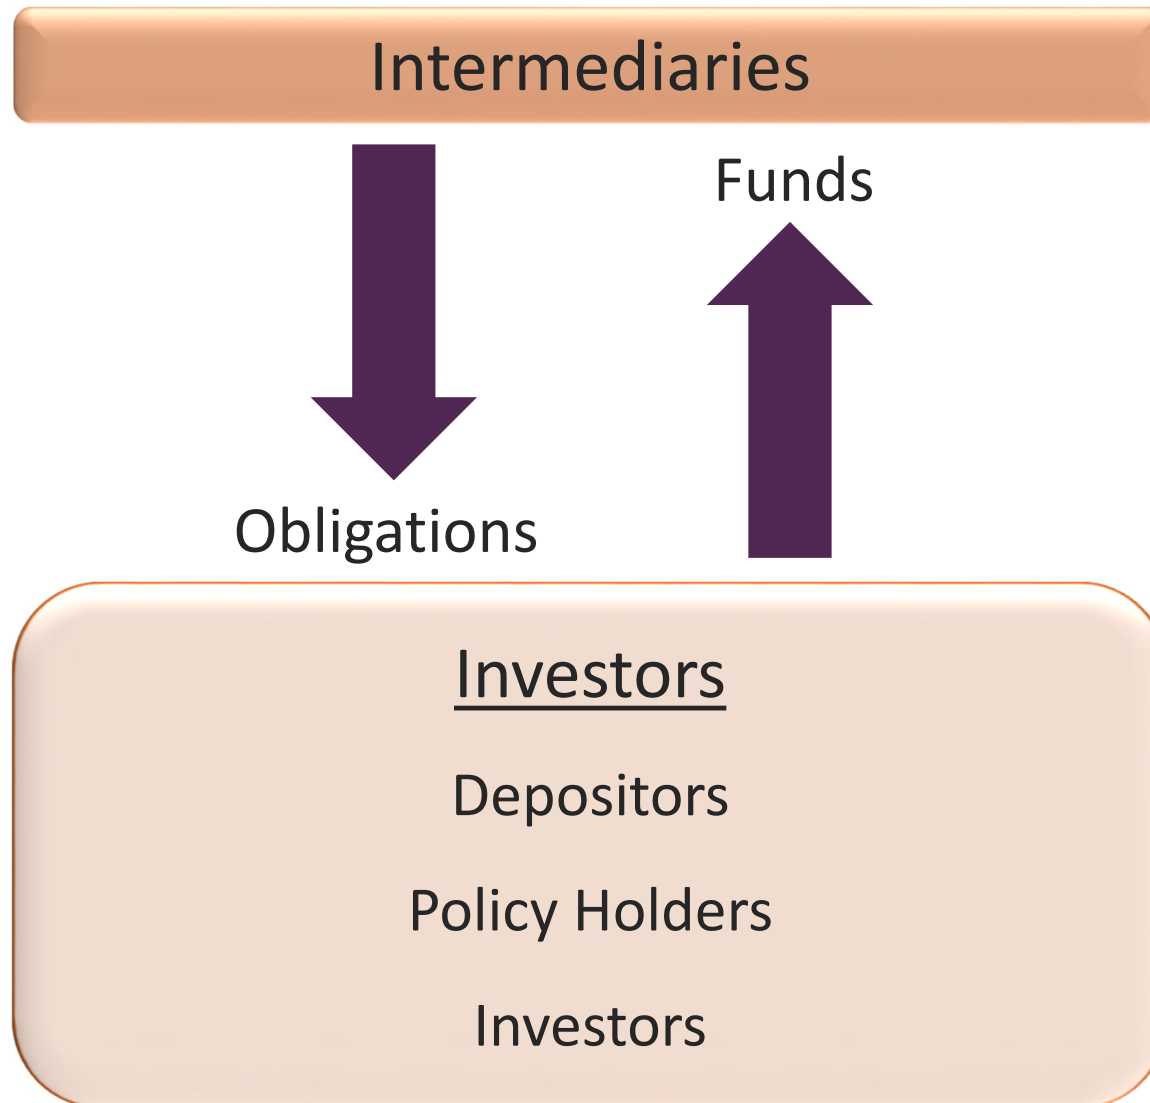 Intermediaries
Funds
Obligations
Investors
Depositors
Policy Holders
Investors